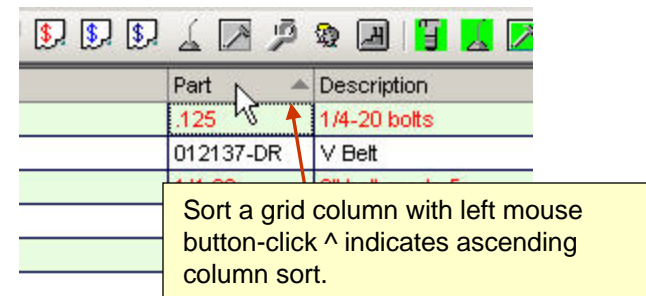 Part Description
.125 1/4-20 bolts
012137-DR V Belt
Sort a grid column with left mouse
button-click ^ indicates ascending
column sort.